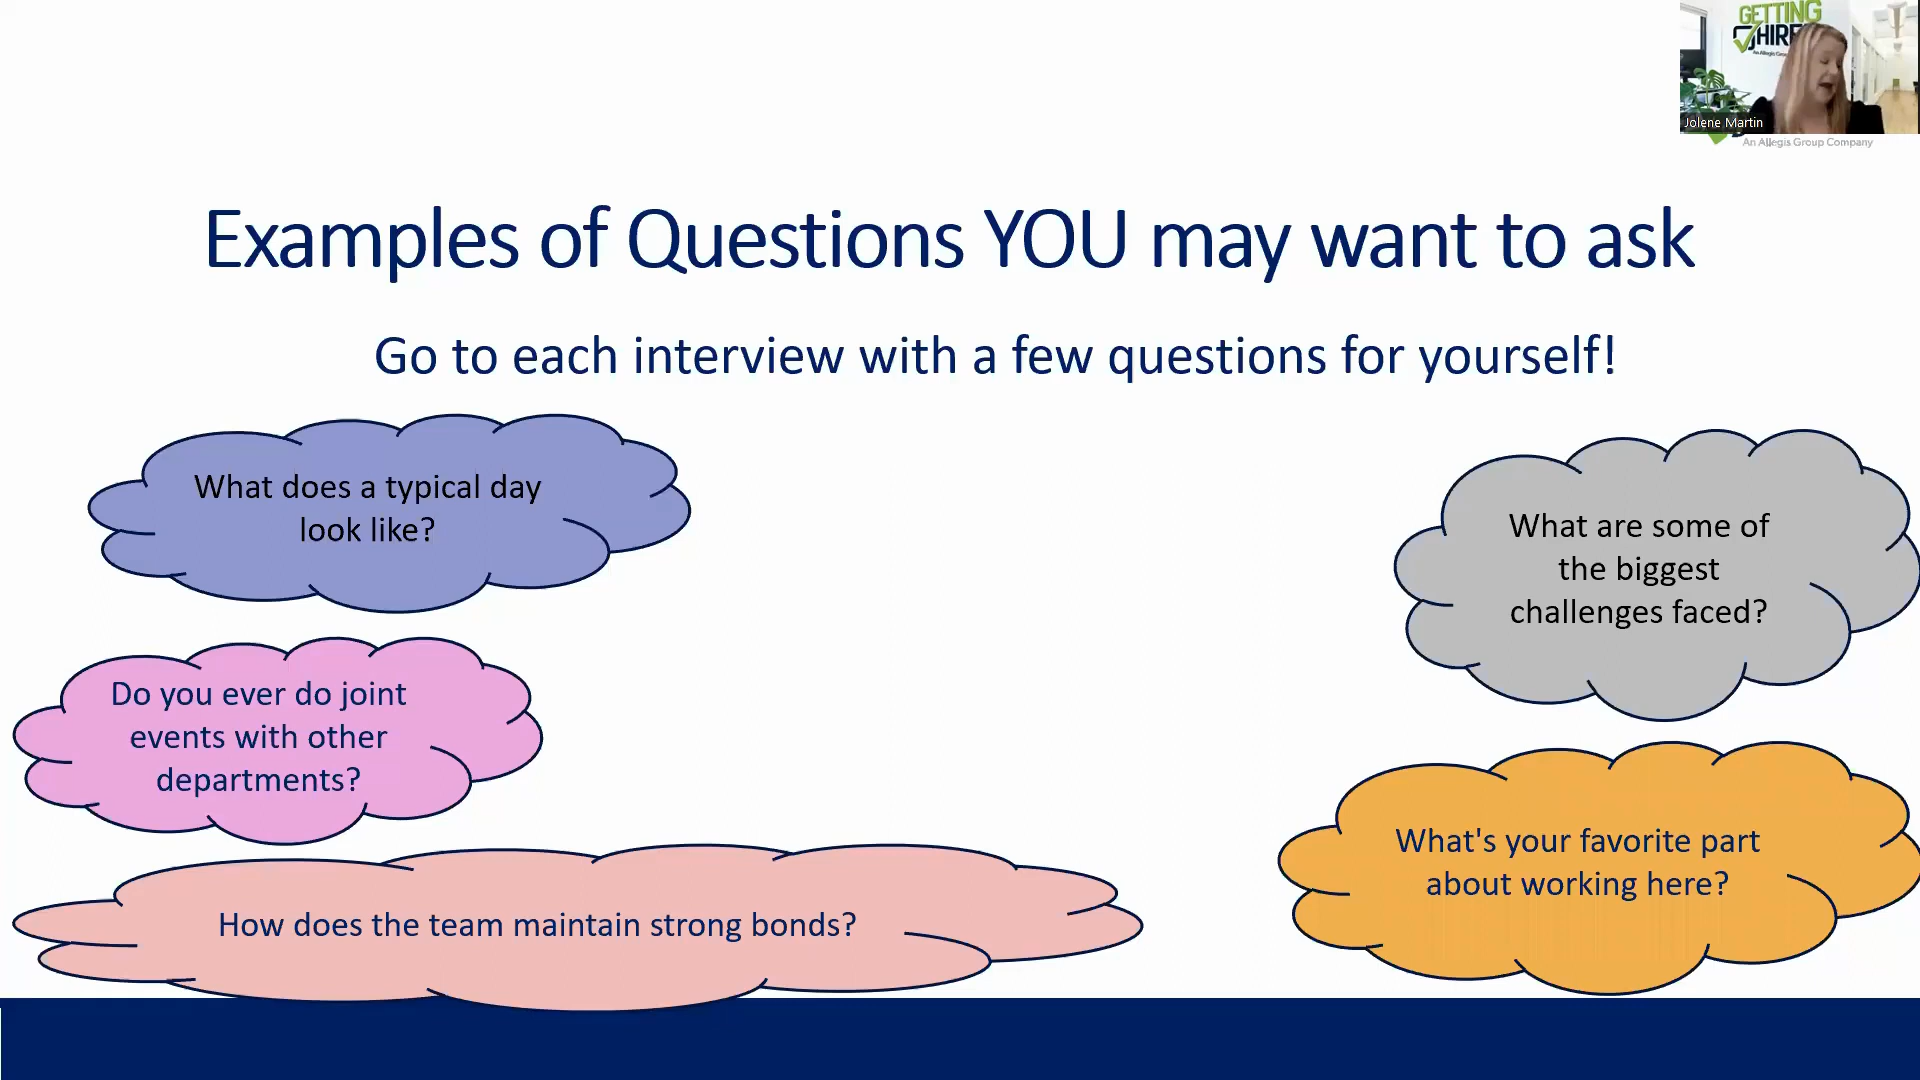 GETTING
HIRE
Jolene Martin
An Allegis Group Company
Examples of Questions YOU may want to ask
Go to each interview with a few questions for yourself!
What does a typical day
look like?
What are some of
the biggest
challenges faced?
Do you ever do joint
events with other
departments?
What's your favorite part
about working here?
How does the team maintain strong bonds?